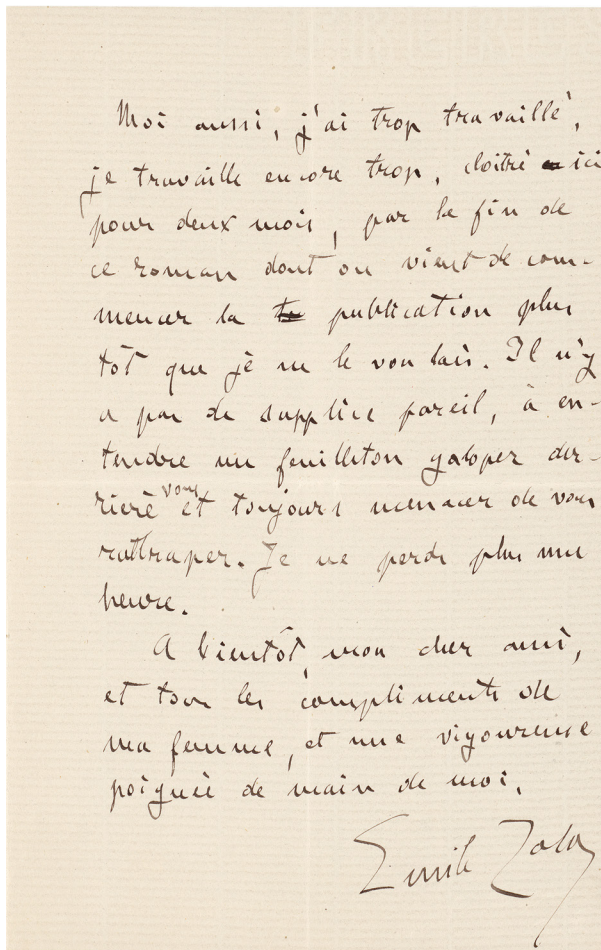 Moi aussi, j'ai trop travaillé,
je travaille encore trop, cloîtré ici
pour deux mois, par la fin de
ce roman dont on vient de com-
mencer la publication plus
tôt que je ne le voulais. Il n'y
a pas de supplice pareil, à en-
tendre un feuilleton galoper der-
rière vous et toujours menacer de vous
rattraper. Je ne perds plus une
heure.
A bientôt, mon cher ami,
et tous les compliments de
ma femme, et une vigoureuse
poignée de main de moi.
Emile Zola